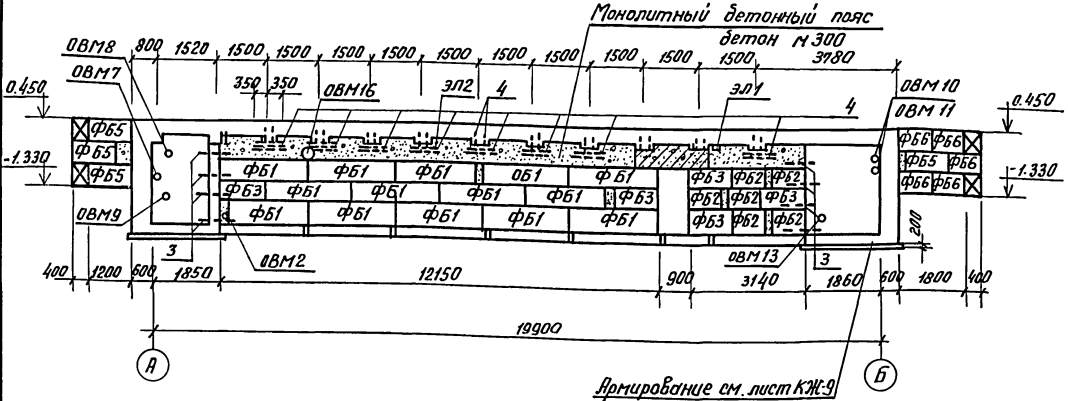 Монолитный бетонный пояс
бетон м 300
ОВМ8
800 1520 1500 1500 1500 1500 1500 1500 1500 1500 1500 1500 3780
ОВМ7
350 350
ОВМ16
ЭЛ2
4
ЭЛ1
ОВМ10
ОВМ11
4
0.450
0.450
ФБ5
ФБ6 ФБ6
-1.330
ФБ5
ФБ5 ФБ6
-1.330
ФБ5
ФБ6 ФБ6
ФБ1 ФБ1 ФБ1 ОБ1 ФБ1 ФБ3 ФБ2 ФБ2
ФБ3 ФБ1 ФБ1 ФБ1 ФБ1 ФБ3 ФБ2 ФБ2 ФБ3
ФБ1 ФБ1 ФБ1 ФБ1 ФБ1 ФБ3 ФБ2 ФБ2
ОВМ9
3
ОВМ2
ОВМ13
3
200
400 1200 600 1850 12150 900 3140 1860 600 1800 400
19900
А
Б
Армирование см. лист КЖ-9